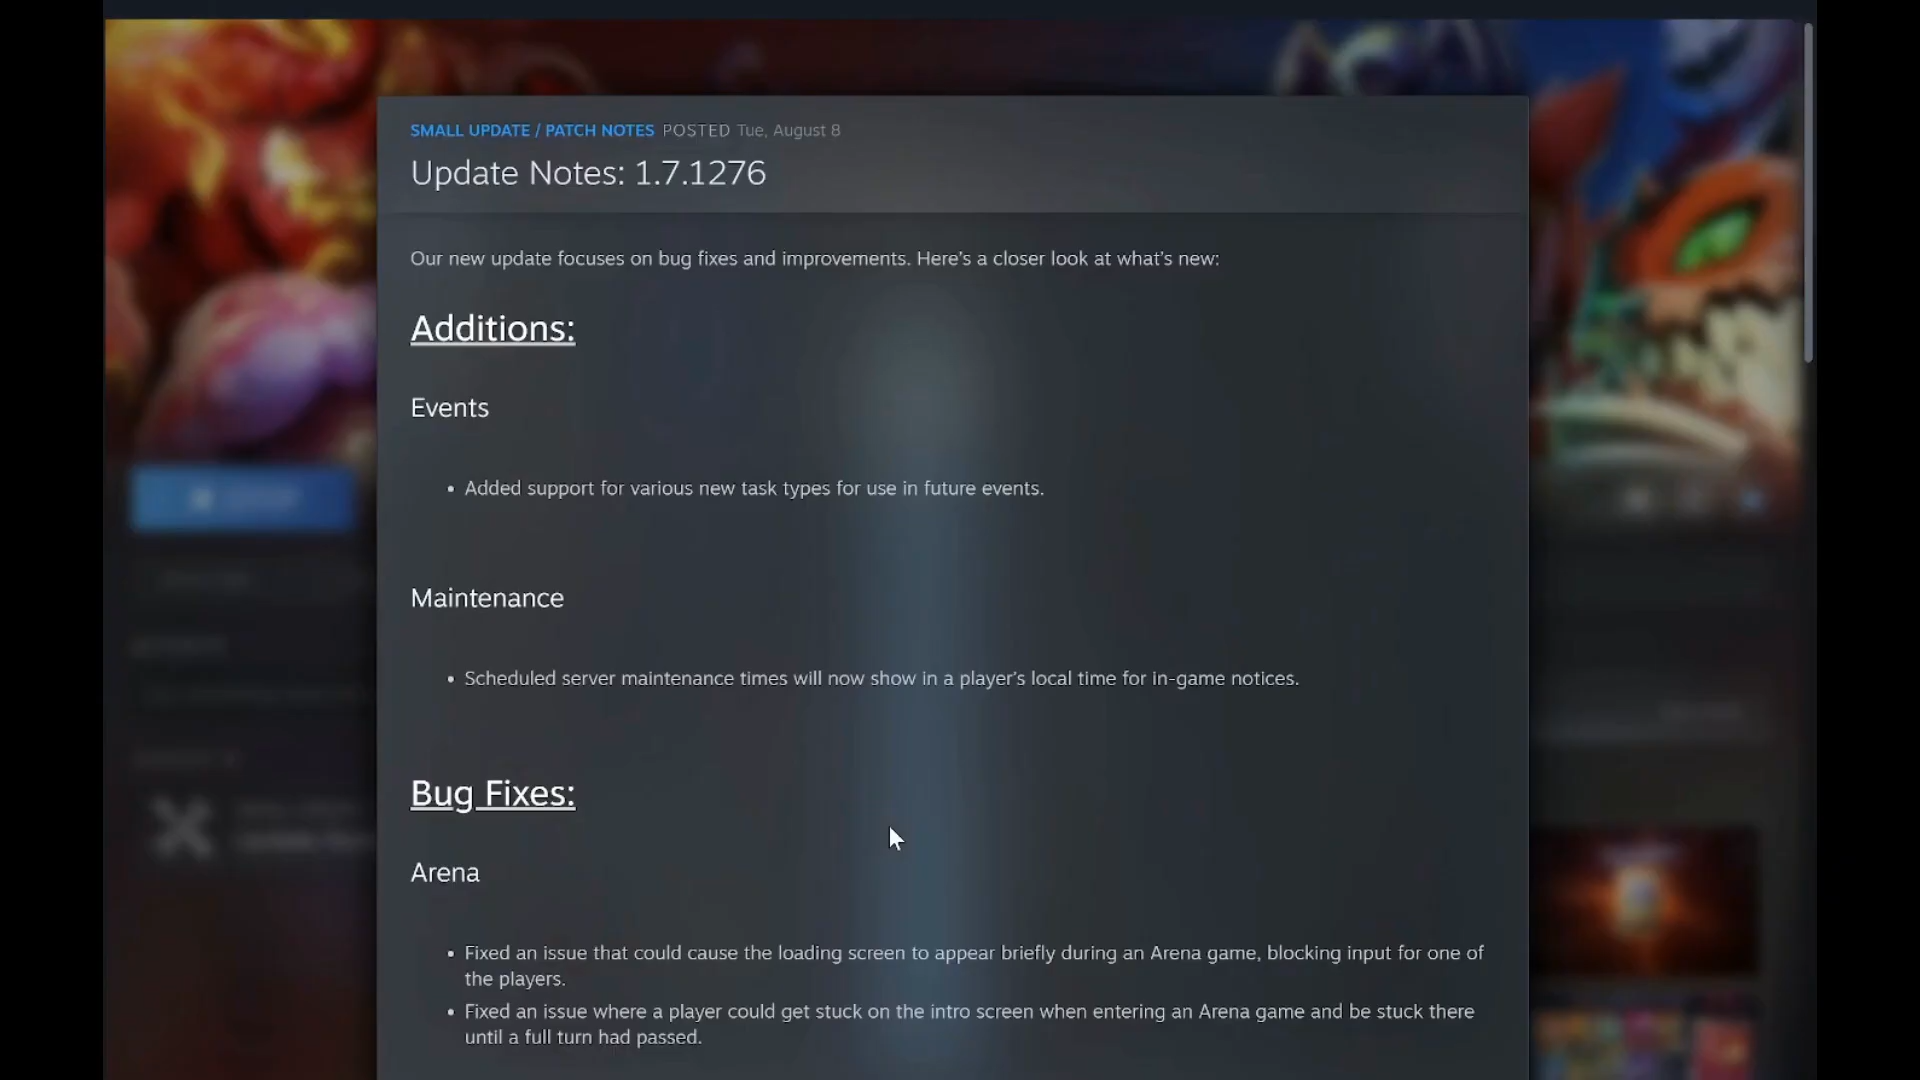 SMALL UPDATE / PATCH NOTES POSTED Tue, August 8
Update Notes: 1.7.1276
Our new update focuses on bug fixes and improvements. Here's a closer look at what's new:
Additions:
Events
• Added support for various new task types for use in future events.
Maintenance
• Scheduled server maintenance times will now show in a player's local time for in-game notices.
Bug Fixes:
Arena
• Fixed an issue that could cause the loading screen to appear briefly during an Arena game, blocking input for one of
the players.
• Fixed an issue where a player could get stuck on the intro screen when entering an Arena game and be stuck there
until a full turn had passed.